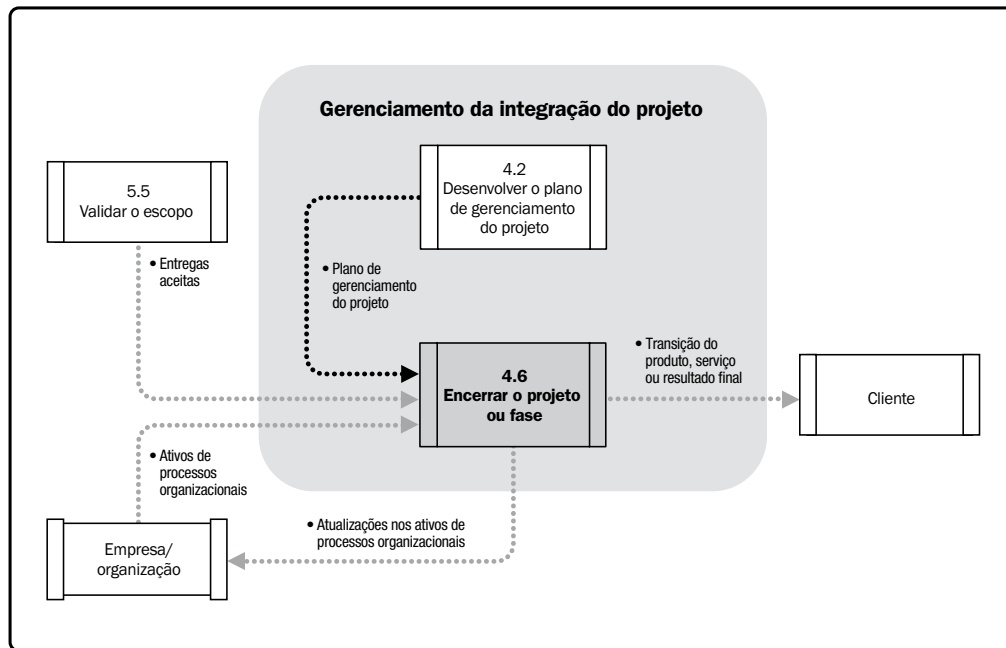 Gerenciamento da integração do projeto
4.2
Desenvolver o plano
de gerenciamento
do projeto
5.5
Validar o escopo
• Entregas
aceitas
• Plano de
gerenciamento
do projeto
• Transição do
produto, serviço
ou resultado final
4.6
Encerrar o projeto
ou fase
Cliente
• Ativos de
processos
organizacionais
• Atualizações nos ativos de
processos organizacionais
Empresa/
organização